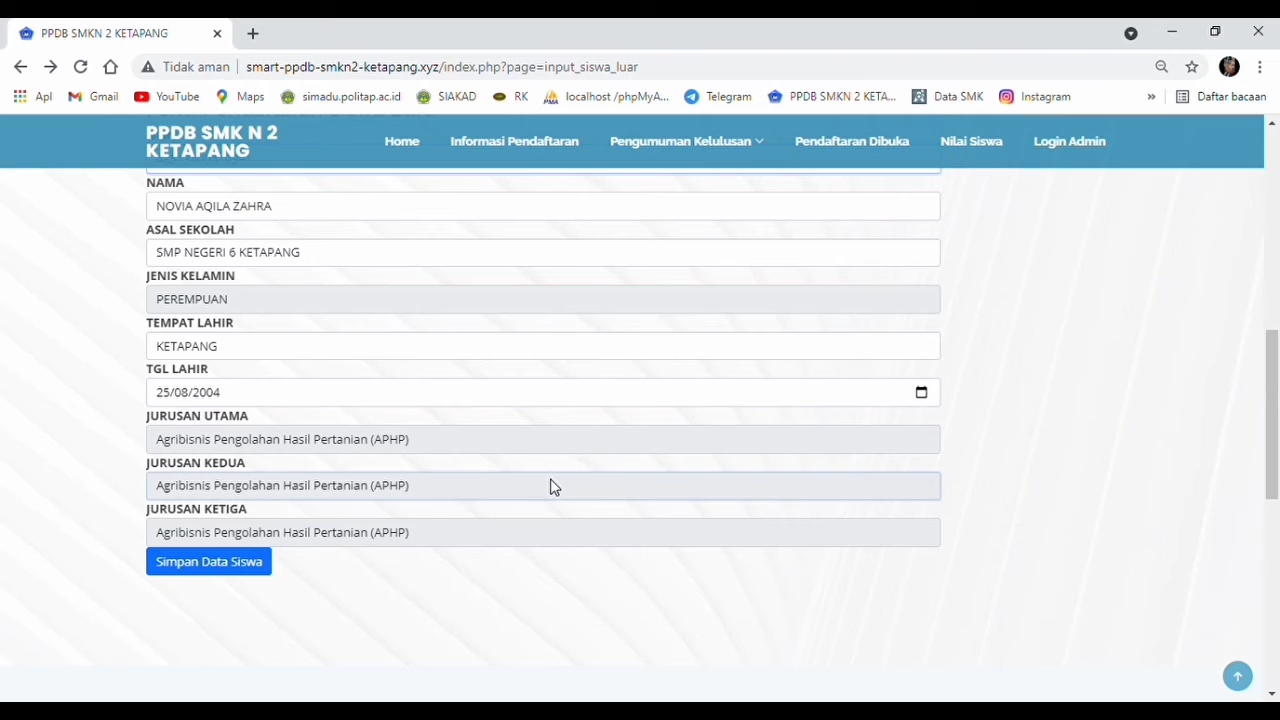 PPDB SMKN 2 KETAPANG
Tidak aman
smart-ppdb-smkn2-ketapang.xyz/index.php?page=input_siswa_luar
Apl
Gmail
YouTube
Maps
simadu.politap.ac.id
SIAKAD
RK
localhost /phpMyA...
Telegram
PPDB SMKN 2 KETA...
Data SMK
Instagram
»
Daftar bacaan
PPDB SMK N 2
KETAPANG
Home
Informasi Pendaftaran
Pengumuman Kelulusan
Pendaftaran Dibuka
Nilai Siswa
Login Admin
NAMA
NOVIA AQILA ZAHRA
ASAL SEKOLAH
SMP NEGERI 6 KETAPANG
JENIS KELAMIN
PEREMPUAN
TEMPAT LAHIR
KETAPANG
TGL LAHIR
25/08/2004
JURUSAN UTAMA
Agribisnis Pengolahan Hasil Pertanian (APHP)
JURUSAN KEDUA
Agribisnis Pengolahan Hasil Pertanian (APHP)
JURUSAN KETIGA
Agribisnis Pengolahan Hasil Pertanian (APHP)
Simpan Data Siswa